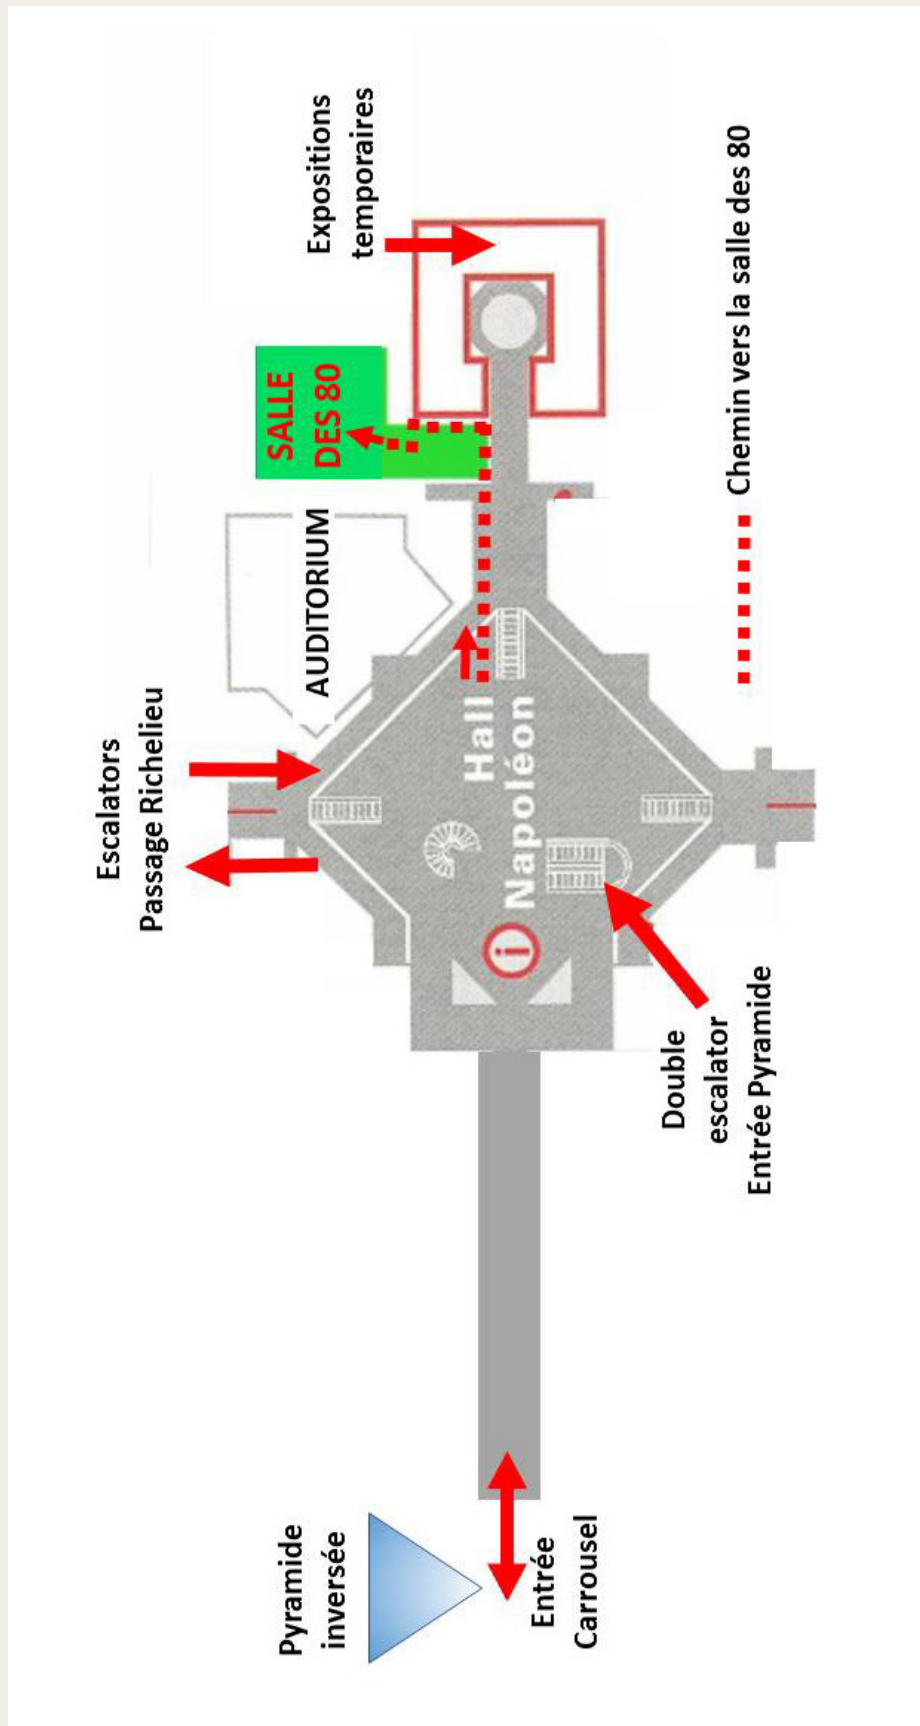 Expositions
temporaires
SALLE
DES 80
AUDITORIUM
Chemin vers la salle des 80
Escalators
Passage Richelieu
Hall
Napoléon
i
Double
escalator
Entrée Pyramide
Pyramide
inversée
Entrée
Carrousel